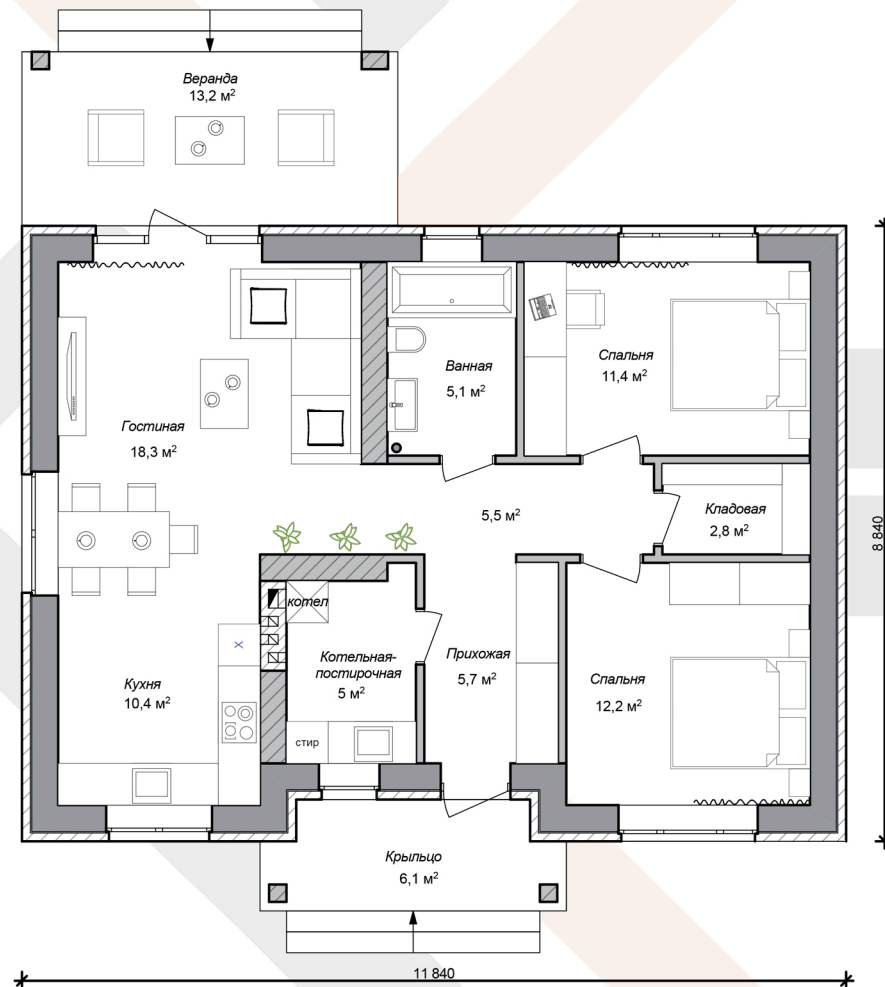 Веранда
13,2 м²
Ванная
5,1 м²
Спальня
11,4 м²
Гостиная
18,3 м²
5,5 м²
Кладовая
2,8 м²
8 840
котел
X
Котельная-
постирочная
5 м²
Прихожая
5,7 м²
Кухня
10,4 м²
Спальня
12,2 м²
стир
Крыльцо
6,1 м²
11 840